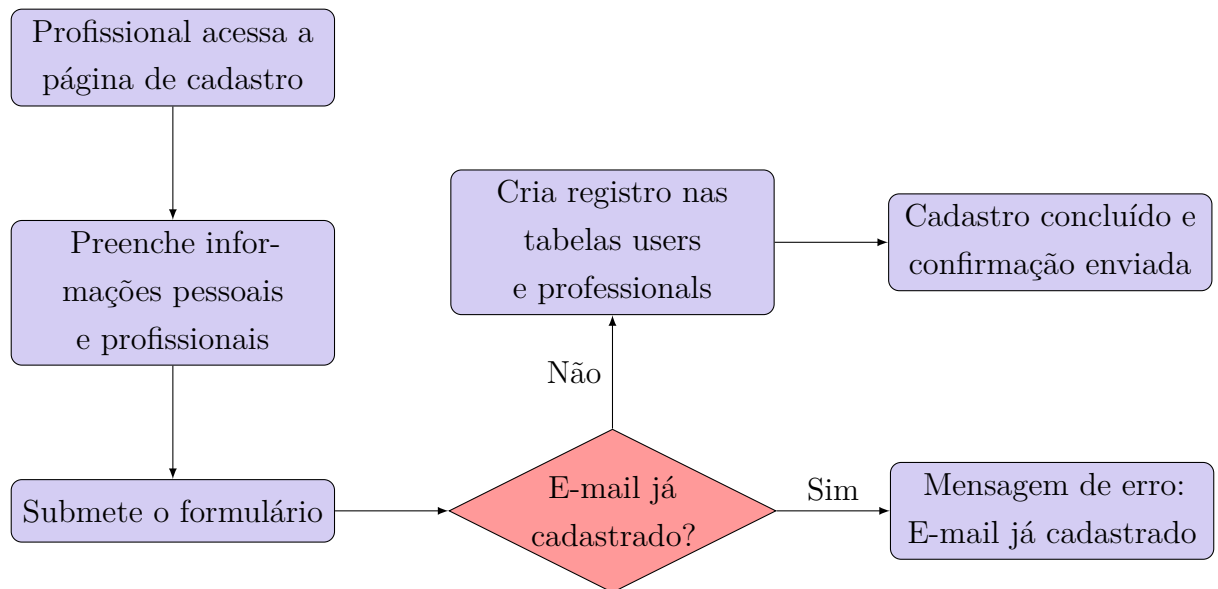 Profissional acessa a
página de cadastro
Preenche infor-
mações pessoais
e profissionais
Submete o formulário
E-mail já
cadastrado?
Não
Cria registro nas
tabelas users
e professionals
Cadastro concluído e
confirmação enviada
Sim
Mensagem de erro:
E-mail já cadastrado